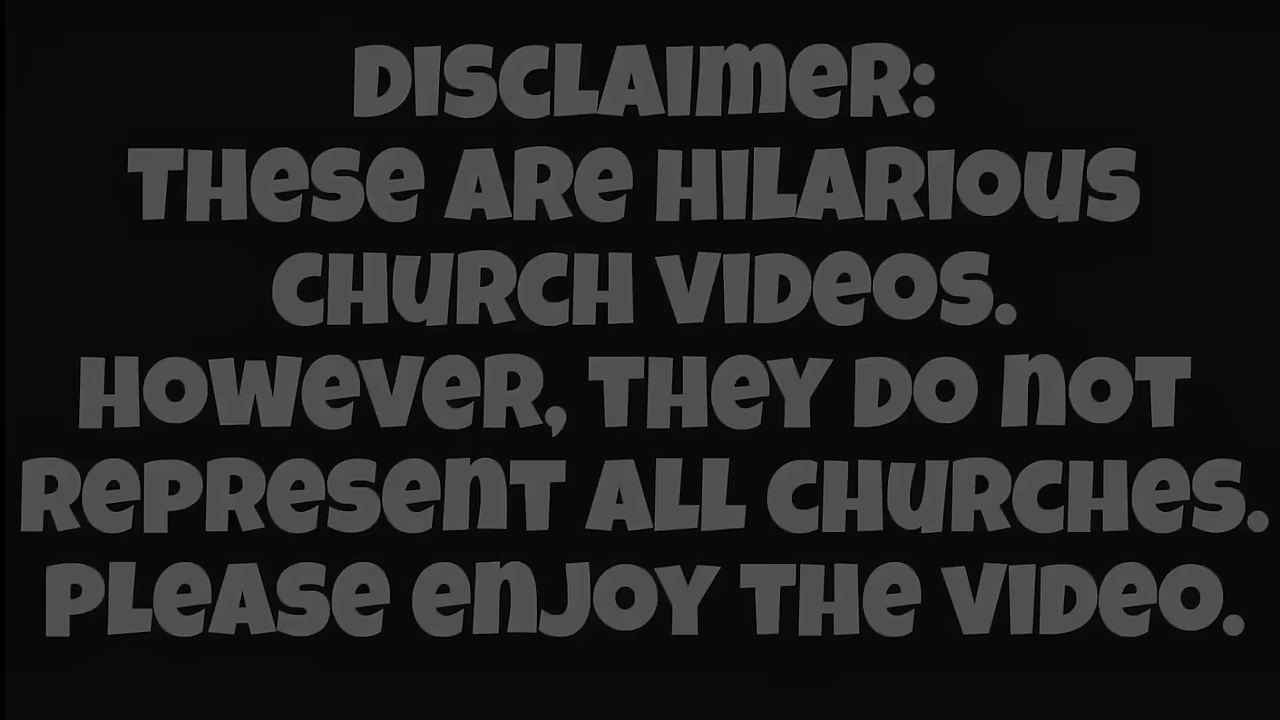 DISCLAIMER:
THESE ARE HILARIOUS
CHURCH VIDEOS.
HOWEVER, THEY DO NOT
REPRESENT ALL CHURCHES.
PLEASE ENJOY THE VIDEO.